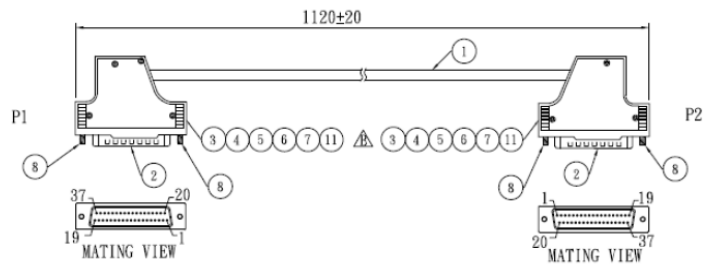 1120±20
1
P1
P2
3 4 5 6 7 11 B 3 4 5 6 7 11
8 2 8 8 2 8
37 20 1 19
19 1 20 37
MATING VIEW MATING VIEW